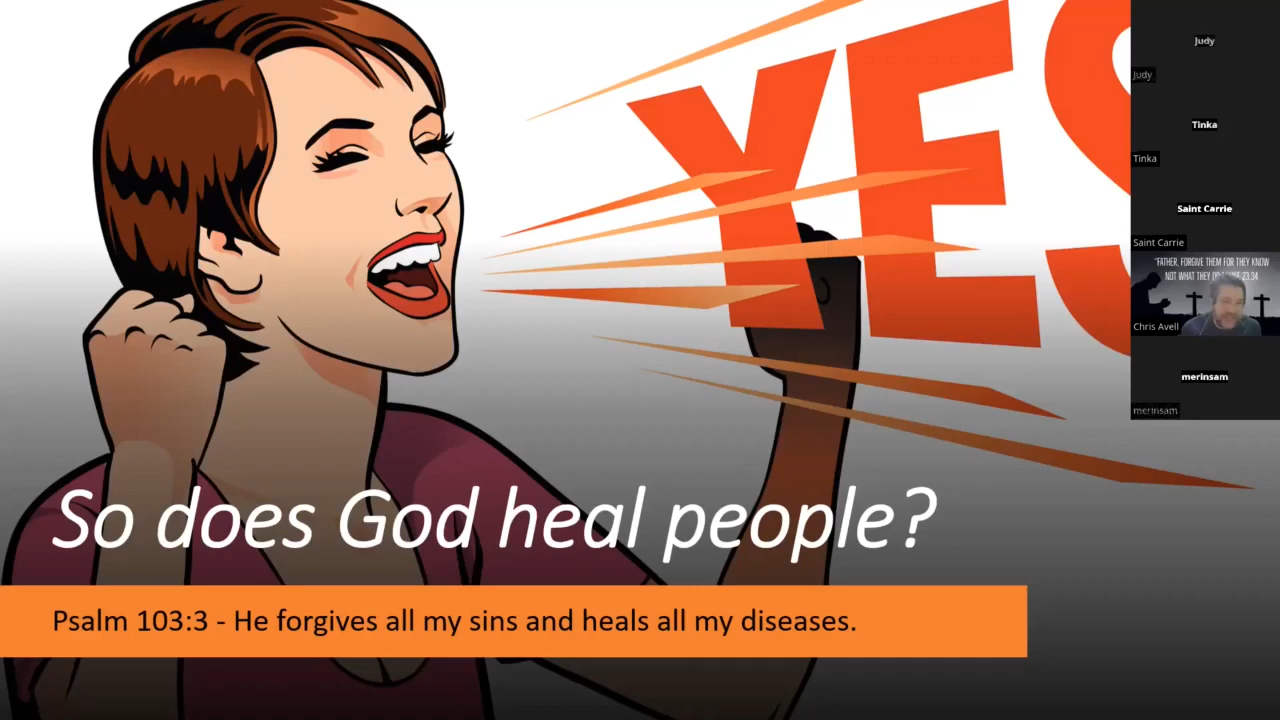 YES
So does God heal people?
Psalm 103:3 - He forgives all my sins and heals all my diseases.
Judy
Judy
Tinka
Tinka
Saint Carrie
Saint Carrie
"FATHER, FORGIVE THEM FOR THEY KNOW
NOT WHAT THEY 23:34
Chris Avell
merinsam
merinsam